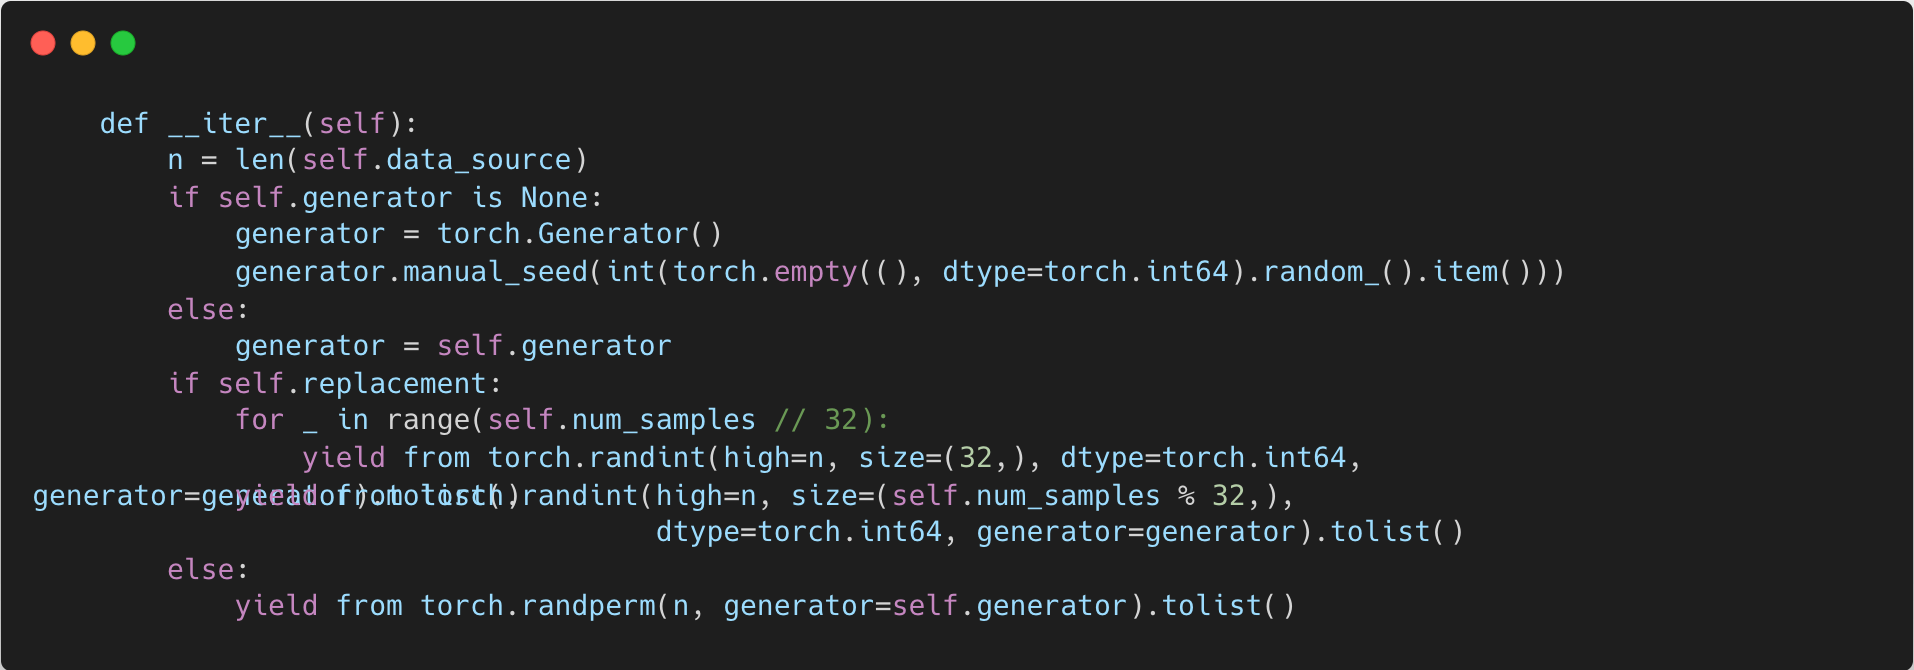 def __iter__(self):
n = len(self.data_source)
if self.generator is None:
generator = torch.Generator()
generator.manual_seed(int(torch.empty((), dtype=torch.int64).random_().item()))
else:
generator = self.generator
if self.replacement:
for _ in range(self.num_samples // 32):
yield from torch.randint(high=n, size=(32,), dtype=torch.int64,
generator=generator).tolist()
yield from torch.randint(high=n, size=(self.num_samples % 32,),
dtype=torch.int64, generator=generator).tolist()
else:
yield from torch.randperm(n, generator=self.generator).tolist()